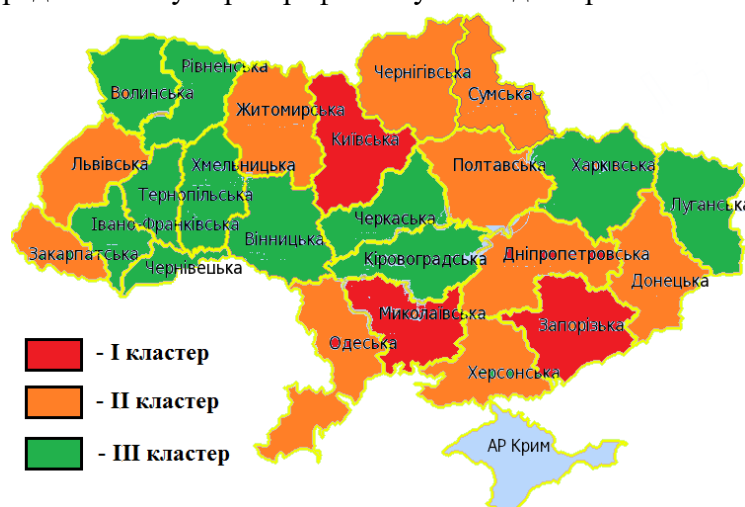 Чернігівська
Рівненська
Волинська
Сумська
Житомирська
Київська
Львівська
Хмельницька
Полтавська
Харківська
Тернопільська
Луганська
Черкаська
Івано-Франківська
Вінницька
Закарпатська
Кіровоградська
Дніпропетровська
Чернівецька
Донецька
Миколаївська
Запорізька
Одеська
Херсонська
АР Крим
- І кластер
- ІІ кластер
- ІІІ кластер